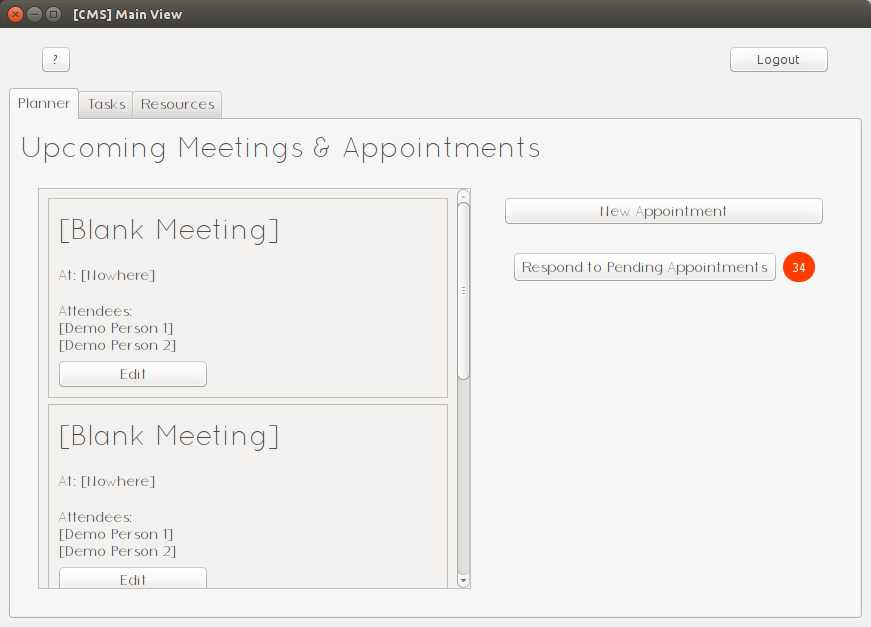 [CMS] Main View
?
Logout
Planner
Tasks
Resources
Upcoming Meetings & Appointments
[Blank Meeting]
At: [Nowhere]
Attendees:
[Demo Person 1]
[Demo Person 2]
Edit
[Blank Meeting]
At: [Nowhere]
Attendees:
[Demo Person 1]
[Demo Person 2]
Edit
New Appointment
Respond to Pending Appointments
34